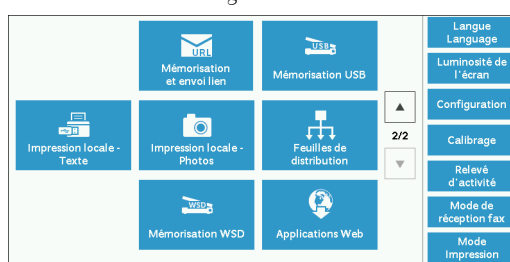 URL
Mémorisation
et envoi lien
USB
Mémorisation USB
Impression locale -
Texte
Impression locale -
Photos
Feuilles de
distribution
WSD
Mémorisation WSD
Applications Web
2/2
Langue
Language
Luminosité de
l'écran
Configuration
Calibrage
Relevé
d'activité
Mode de
réception fax
Mode
Impression